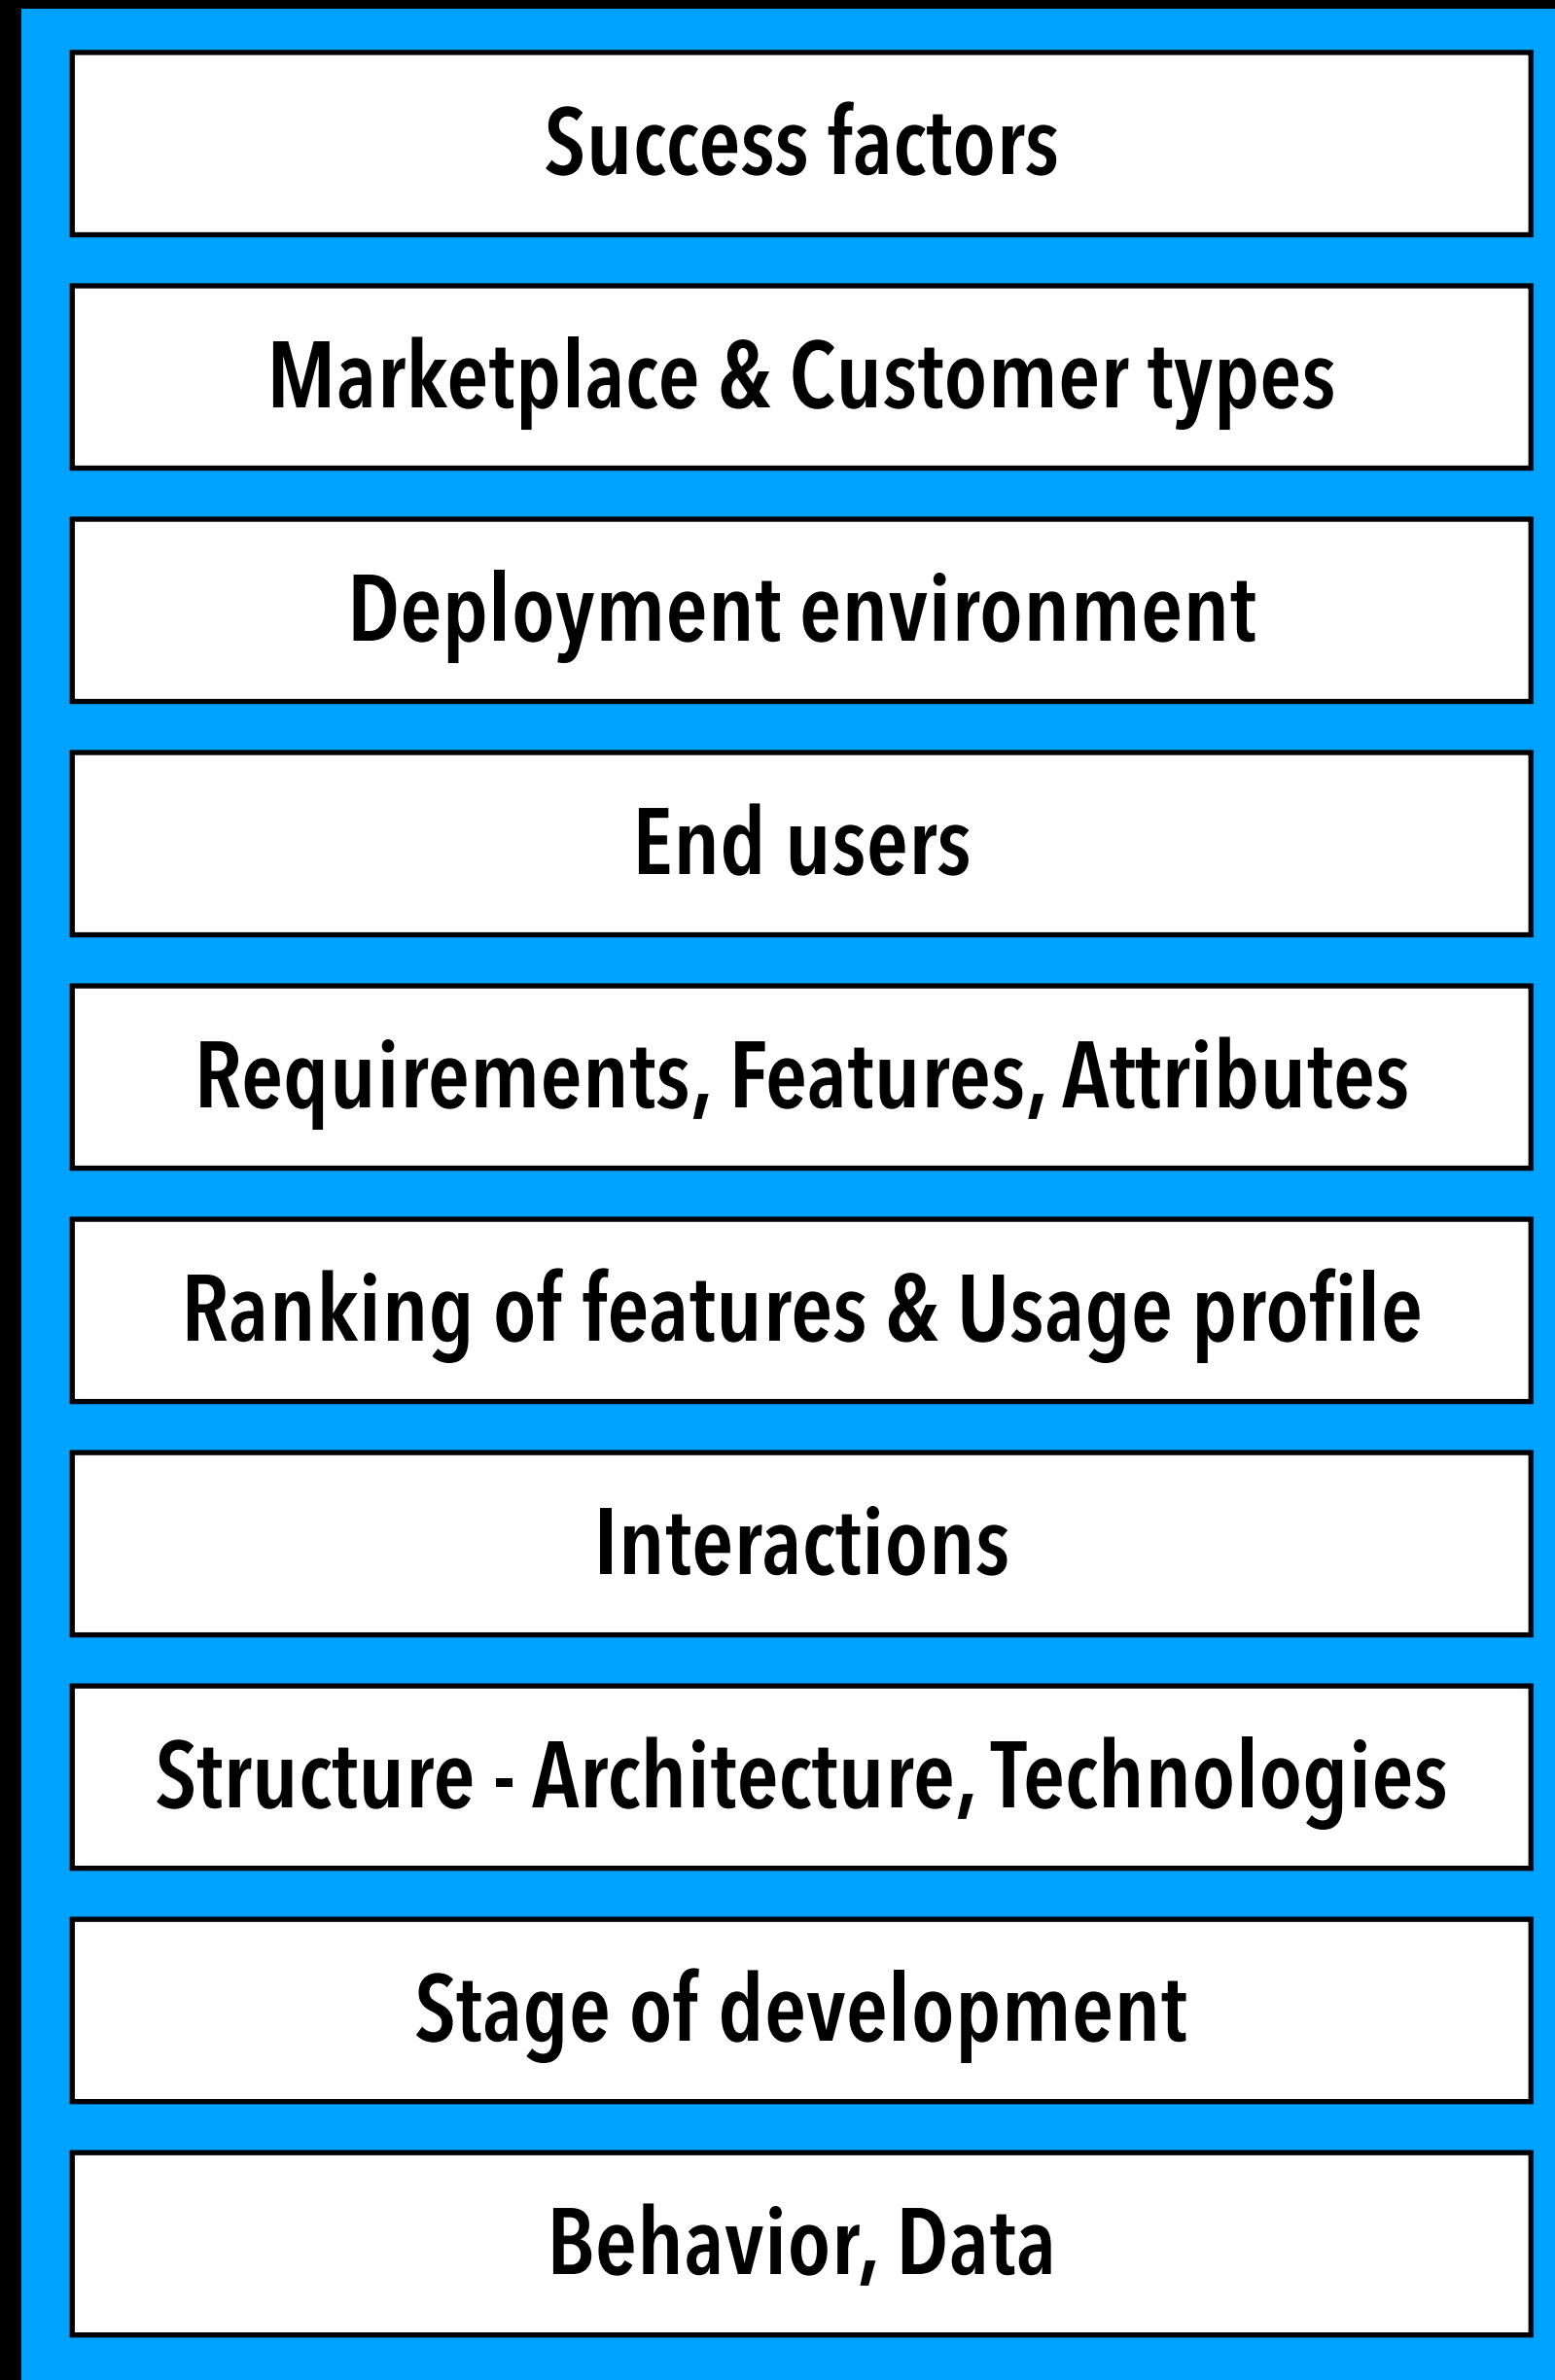 Success factors
Marketplace & Customer types
Deployment environment
End users
Requirements, Features, Attributes
Ranking of features & Usage profile
Interactions
Structure - Architecture, Technologies
Stage of development
Behavior, Data